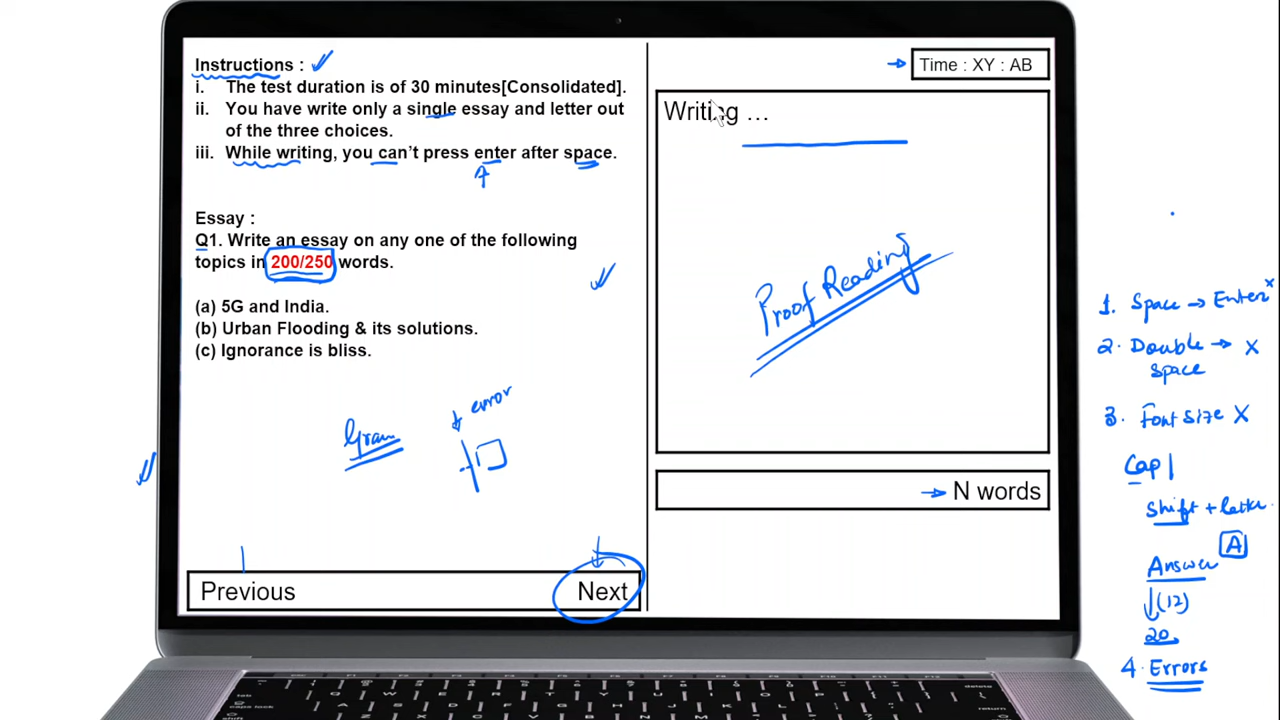 Instructions :
i. The test duration is of 30 minutes[Consolidated].
ii. You have write only a single essay and letter out
of the three choices.
iii. While writing, you can't press enter after space.
Essay :
Q1. Write an essay on any one of the following
topics in 200/250 words.
(a) 5G and India.
(b) Urban Flooding & its solutions.
(c) Ignorance is bliss.
Gram
error
Previous
Next
Time : XY : AB
Writing ...
Proof Reading
N words
1. Space → Enter x
2. Double → X
space
3. Font size X
Cap
Shift + letter
A
Answer
(12)
20
4. Errors